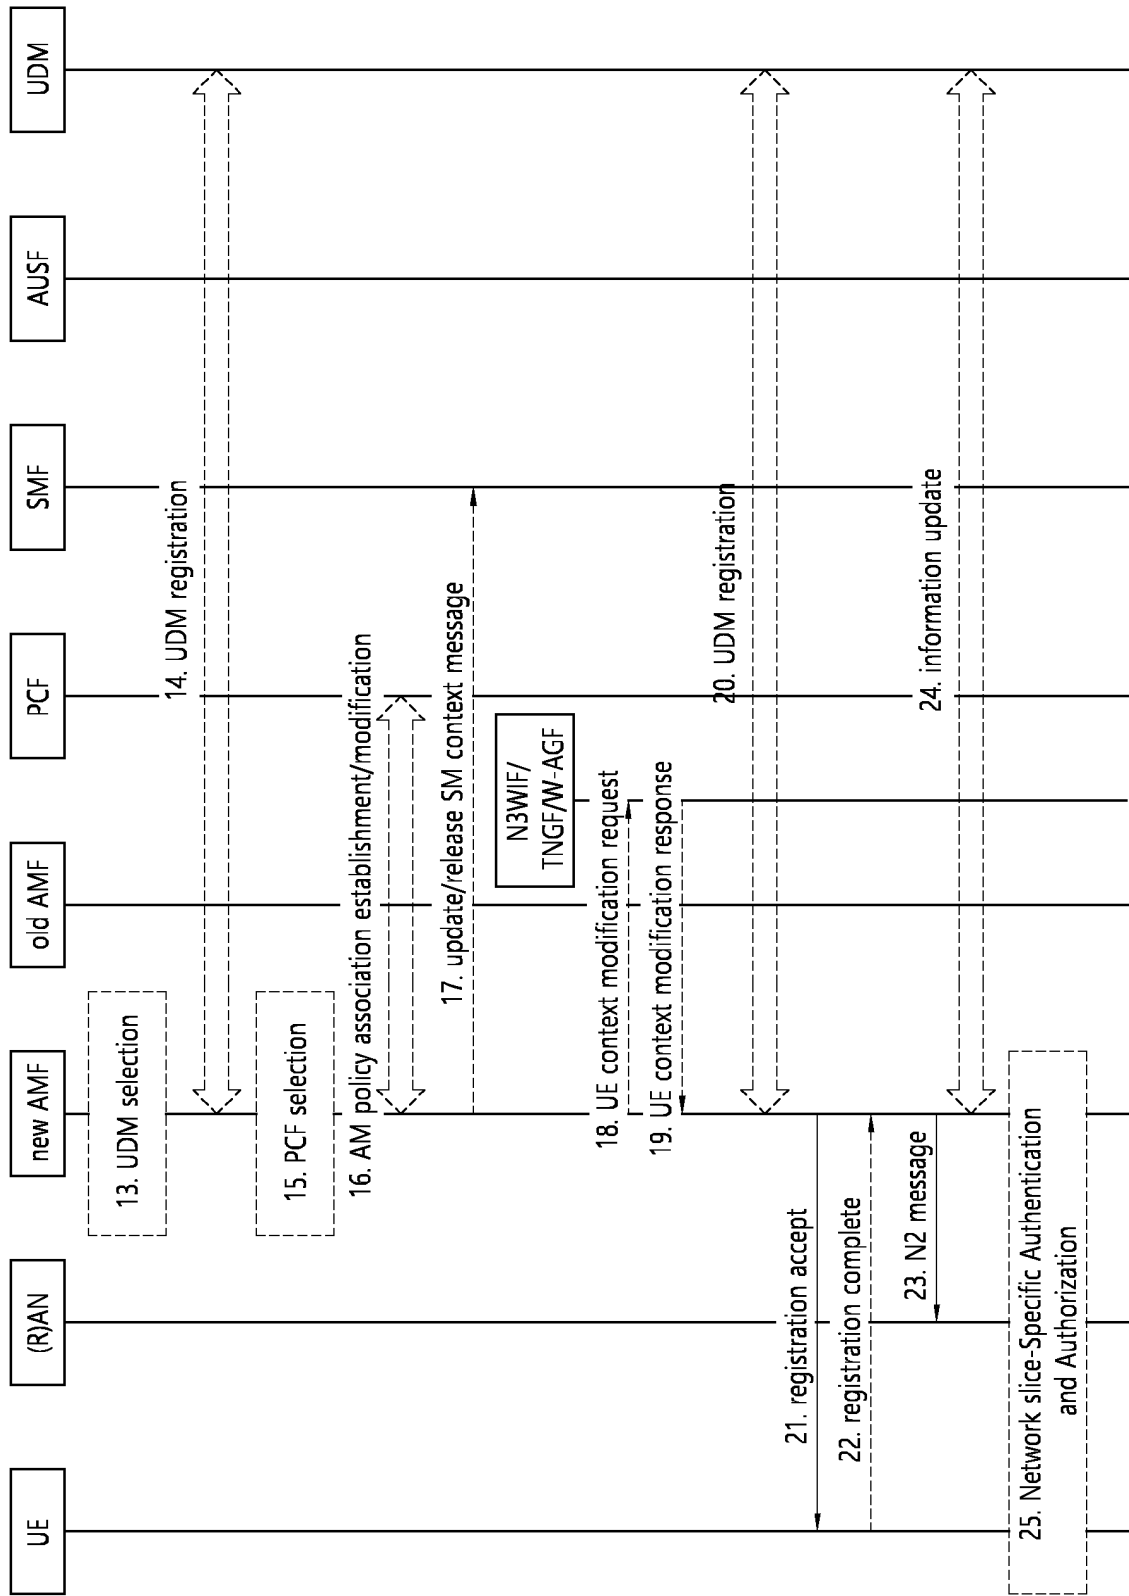 UE
(R)AN
new AMF
old AMF
PCF
SMF
AUSF
UDM
13. UDM selection
14. UDM registration
15. PCF selection
16. AM policy association establishment/modification
17. update/release SM context message
N3WIF/
TNGF/W-AGF
18. UE context modification request
19. UE context modification response
20. UDM registration
21. registration accept
22. registration complete
23. N2 message
24. information update
25. Network slice-Specific Authentication
and Authorization